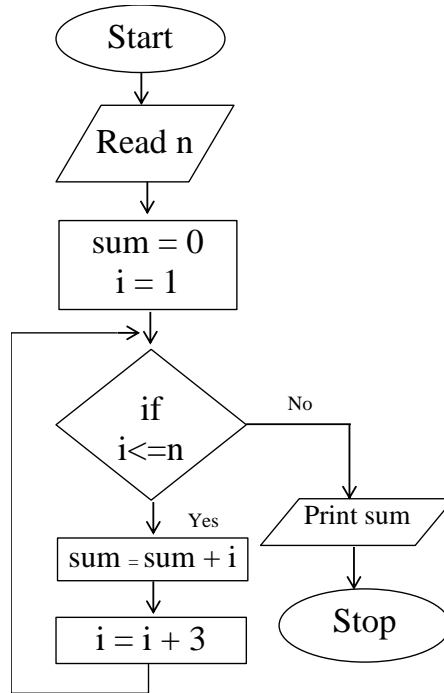 Start
Read n
sum = 0
i = 1
if
i<=n
No
Yes
Print sum
sum = sum + i
Stop
i = i + 3